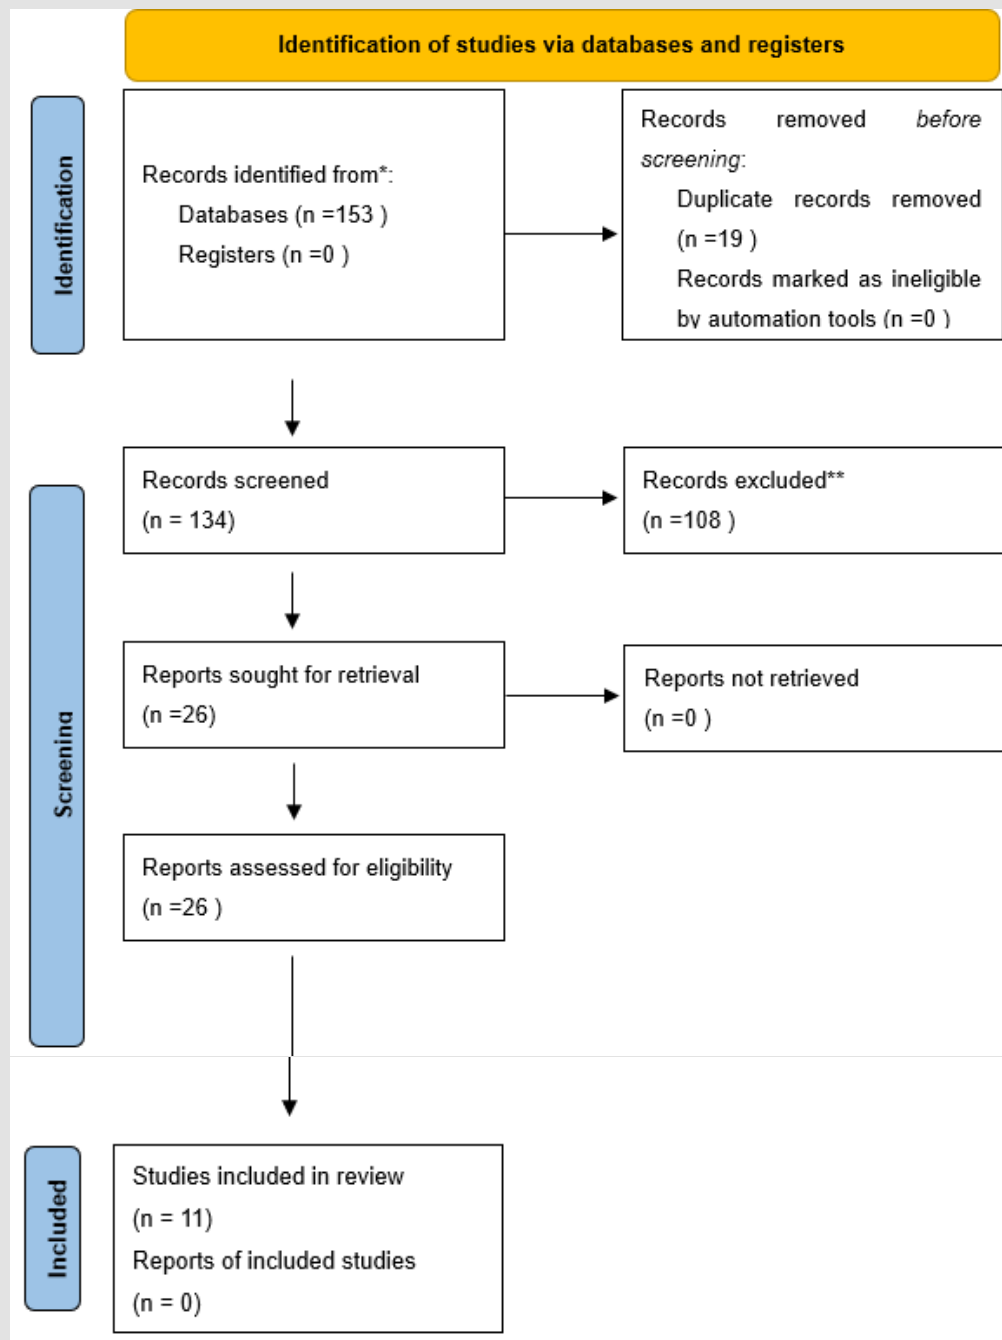 Identification of studies via databases and registers
Identification
Records identified from*:
Databases (n =153 )
Registers (n =0 )
Records removed before
screening:
Duplicate records removed
(n =19 )
Records marked as ineligible
by automation tools (n =0 )
Screening
Records screened
(n = 134)
Records excluded**
(n =108 )
Reports sought for retrieval
(n =26)
Reports not retrieved
(n =0 )
Reports assessed for eligibility
(n =26 )
Included
Studies included in review
(n = 11)
Reports of included studies
(n = 0)